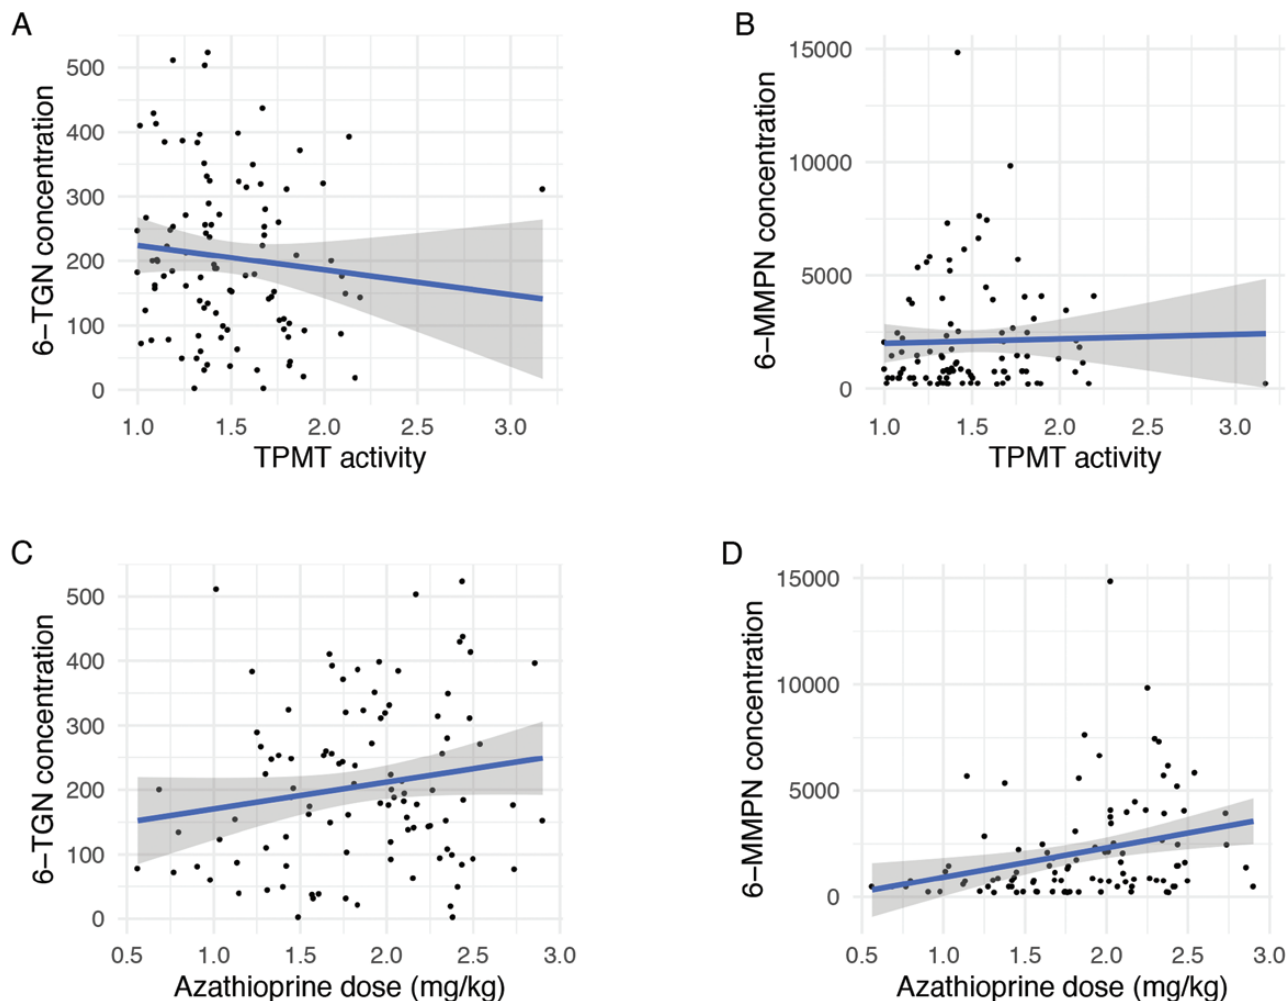 A
6−TGN concentration
500
400
300
200
100
0
1.0 1.5 2.0 2.5 3.0
TPMT activity
B
6−MMPN concentration
15000
10000
5000
0
1.0 1.5 2.0 2.5 3.0
TPMT activity
C
6−TGN concentration
500
400
300
200
100
0
0.5 1.0 1.5 2.0 2.5 3.0
Azathioprine dose (mg/kg)
D
6−MMPN concentration
15000
10000
5000
0
0.5 1.0 1.5 2.0 2.5 3.0
Azathioprine dose (mg/kg)